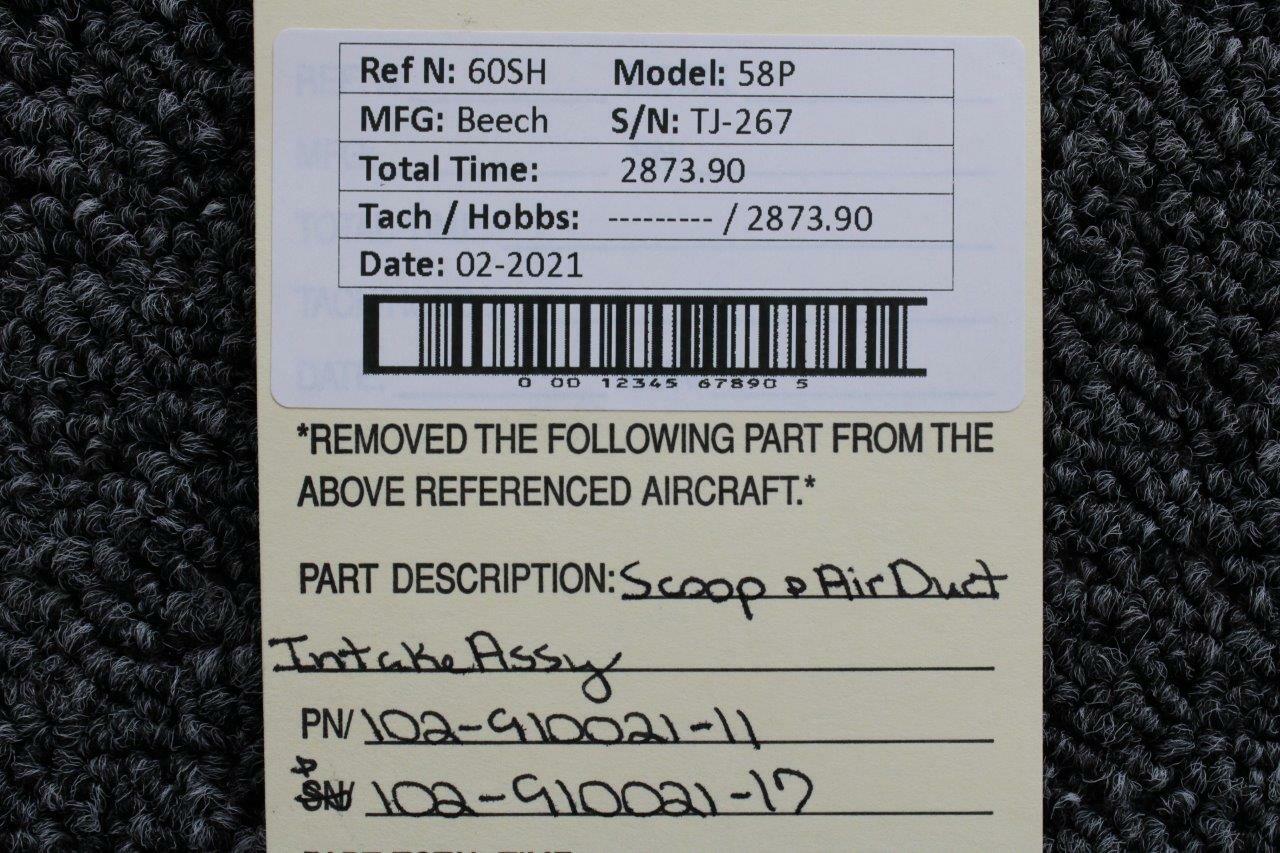 Ref N: 60SH Model: 58P
MFG: Beech S/N: TJ-267
Total Time: 2873.90
Tach / Hobbs: --------- / 2873.90
Date: 02-2021
0 00 12345 67890 5
*REMOVED THE FOLLOWING PART FROM THE
ABOVE REFERENCED AIRCRAFT.*
PART DESCRIPTION: Scoop & Air Duct
Intake Assy
PN/ 102-910021-11
P
SN/ 102-910021-17